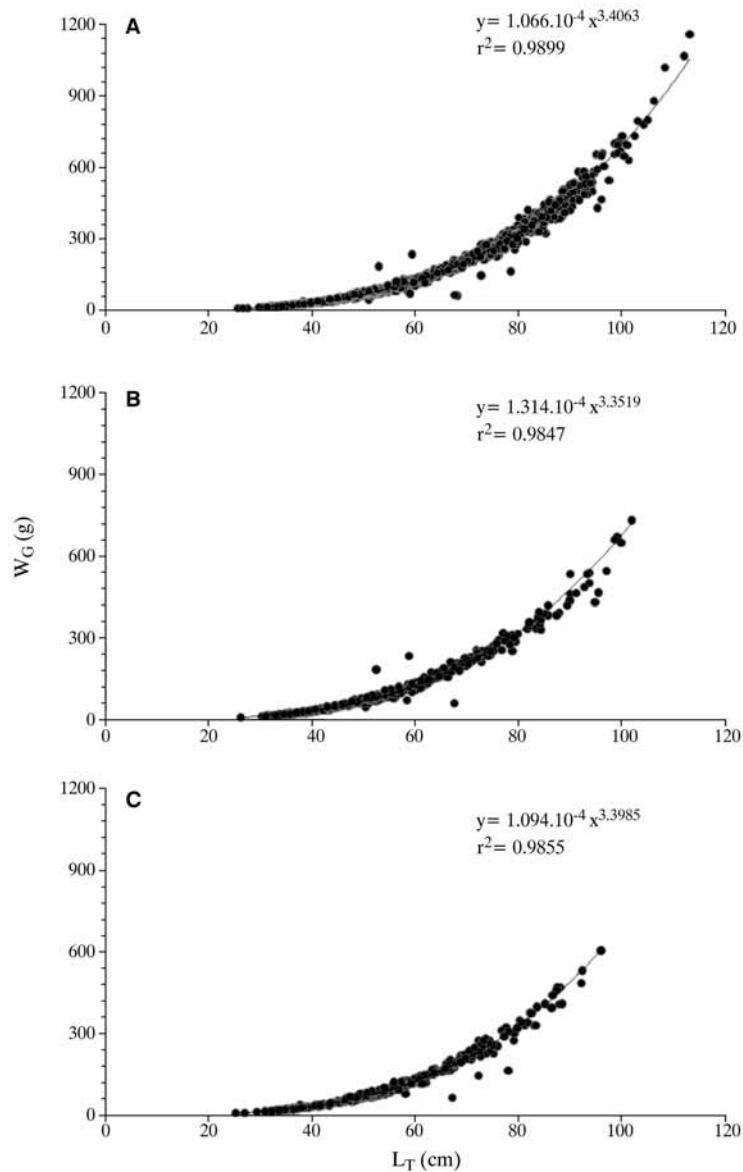 A
y= 1.066.10-4 x3.4063
r2= 0.9899
1200
900
600
300
0
0 20 40 60 80 100 120
B
y= 1.314.10-4 x3.3519
r2= 0.9847
1200
900
600
300
0
0 20 40 60 80 100 120
WG (g)
C
y= 1.094.10-4 x3.3985
r2= 0.9855
1200
900
600
300
0
0 20 40 60 80 100 120
LT (cm)